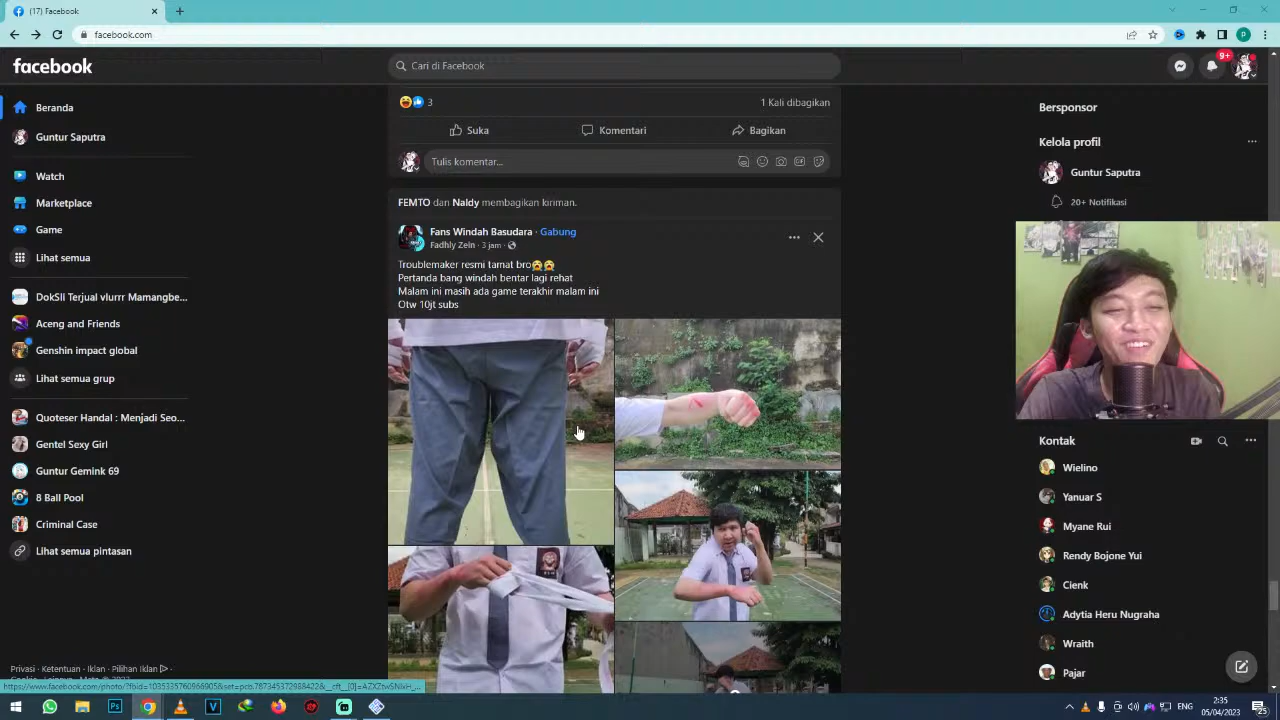 (17) Facebook
facebook.com
facebook
Cari di Facebook
9+
Beranda
Guntur Saputra
Watch
Marketplace
Game
Lihat semua
DokSli Terjual vlurrr Mamangbe...
Aceng and Friends
Genshin impact global
Lihat semua grup
Quoteser Handal : Menjadi Seo...
Gentel Sexy Girl
Guntur Gemink 69
8 Ball Pool
Criminal Case
Lihat semua pintasan
Privasi · Ketentuan · Iklan · Pilihan Iklan
3
1 Kali dibagikan
Suka
Komentari
Bagikan
Tulis komentar...
FEMTO dan Naldy membagikan kiriman.
Fans Windah Basudara · Gabung
Fadhly Zein · 3 jam ·
Troublemaker resmi tamat bro😭😭
Pertanda bang windah bentar lagi rehat
Malam ini masih ada game terakhir malam ini
Otw 10jt subs
Bersponsor
Kelola profil
Guntur Saputra
20+ Notifikasi
Kontak
Wielino
Yanuar S
Myane Rui
Rendy Bojone Yui
Cienk
Adytia Heru Nugraha
Wraith
Pajar
ENG
2:35
05/04/2023
25